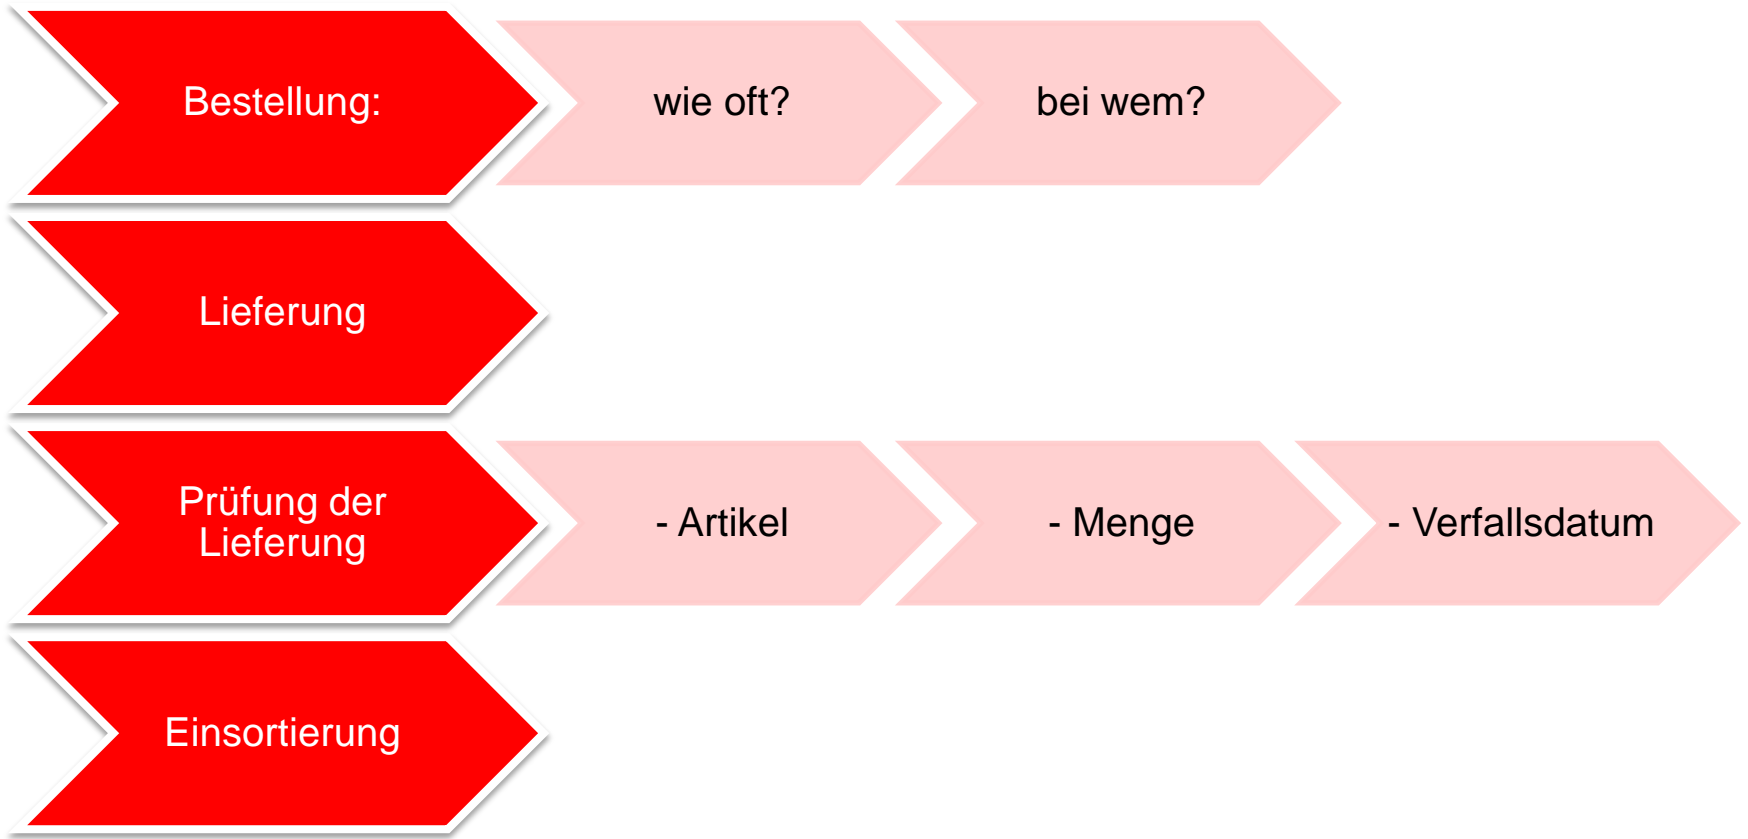 Bestellung:
wie oft?
bei wem?
Lieferung
Prüfung der
Lieferung
- Artikel
- Menge
- Verfallsdatum
Einsortierung